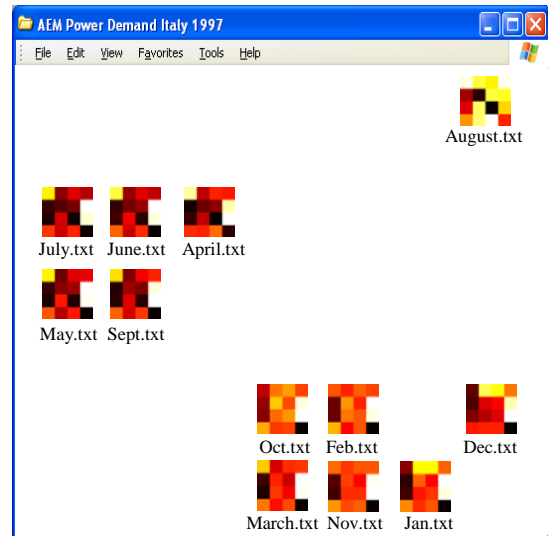 AEM Power Demand Italy 1997
File Edit View Favorites Tools Help
August.txt
July.txt June.txt April.txt
May.txt Sept.txt
Oct.txt Feb.txt Dec.txt
March.txt Nov.txt Jan.txt